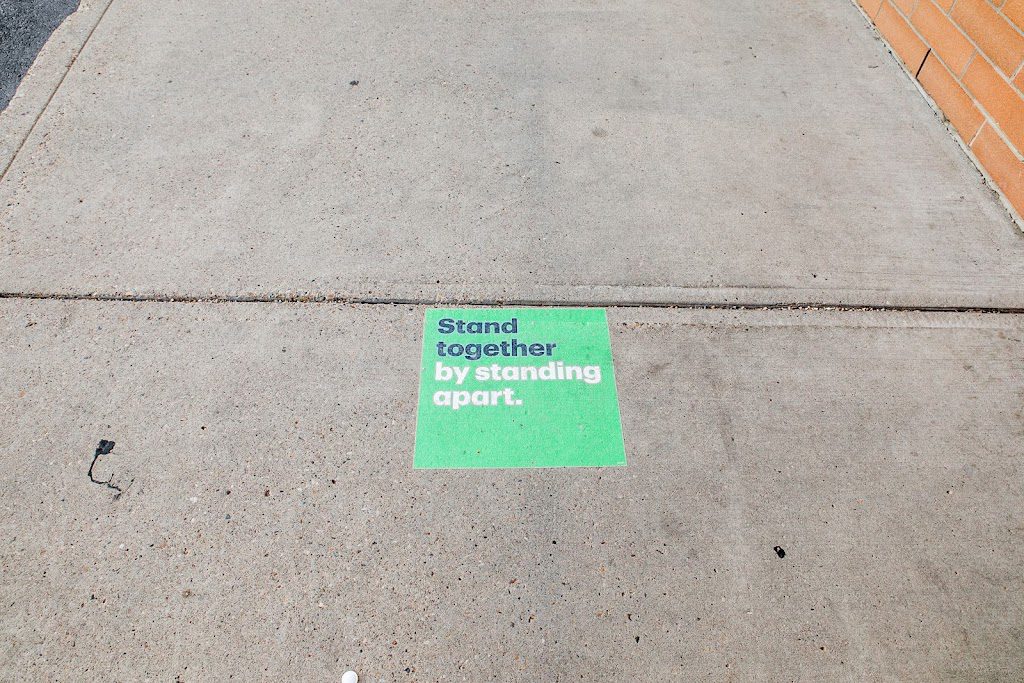 Stand
together
by standing
apart.